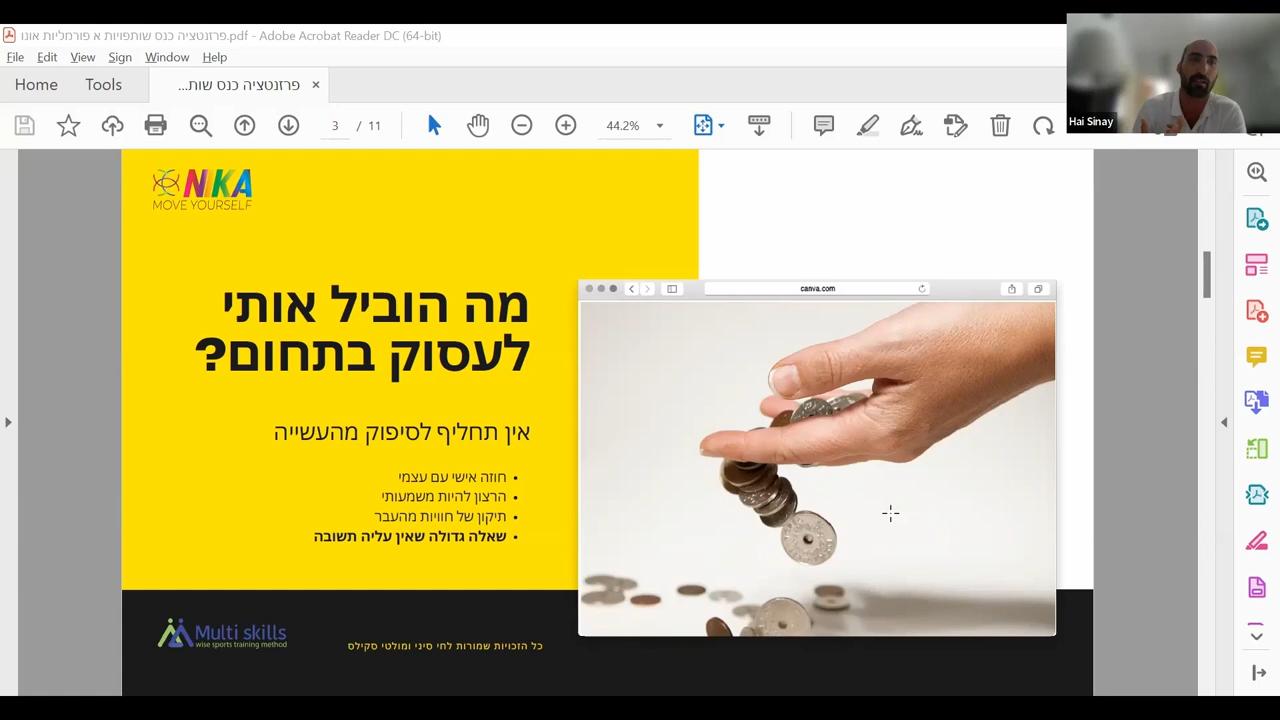 פרזנטציה כנס שותפויות א פורמליות אונו.pdf - Adobe Acrobat Reader DC (64-bit)
File Edit View Sign Window Help
Home Tools פרזנטציה כנס שות... ×
3 / 11 44.2%
Hai Sinay
NIKA
MOVE YOURSELF
מה הוביל אותי
לעסוק בתחום?
canva.com
אין תחליף לסיפוק מהעשייה
• חוזה אישי עם עצמי
• הרצון להיות משמעותי
• תיקון של חוויות מהעבר
• שאלה גדולה שאין עליה תשובה
Multi skills
wise sports training method
כל הזכויות שמורות לחי סיני ומולטי סקילס